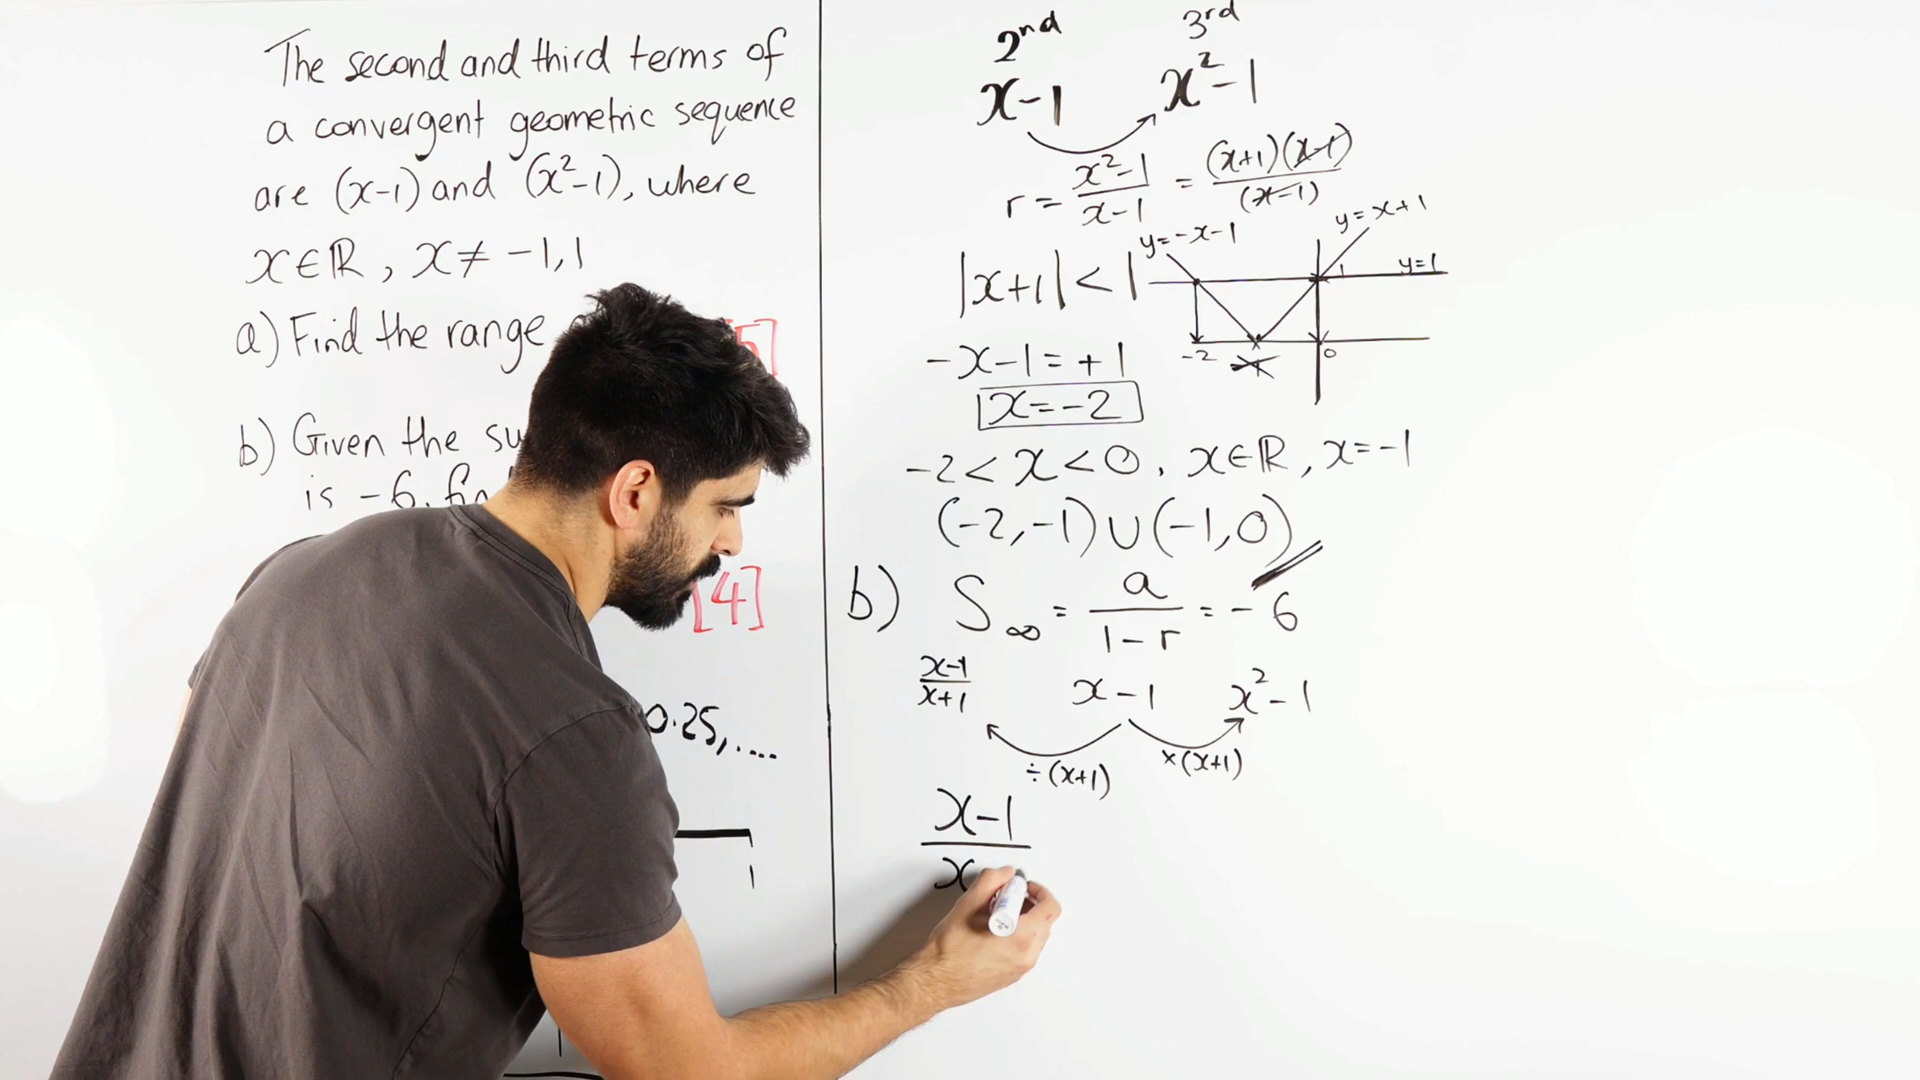 The second and third terms of
a convergent geometric sequence
are (x-1) and (x²-1), where
x∈ℝ, x≠ -1,1
a) Find the range 5]
b) Given the su
is -6,
[4]
0.25,....
1
2nd 3rd
x-1 x²-1
r = (x²-1)/(x-1) = (x+1)(x-1)/(x-1)
y=-x-1 y=x+1
|x+1|<1 1 y=1
-2 0
-x-1=+1
x=-2
-2<x<0, x∈ℝ, x=-1
(-2,-1)∪(-1,0)
b) S∞ = a/(1-r) = -6
(x-1)/(x+1) x-1 x²-1
÷(x+1) ×(x+1)
x-1
x